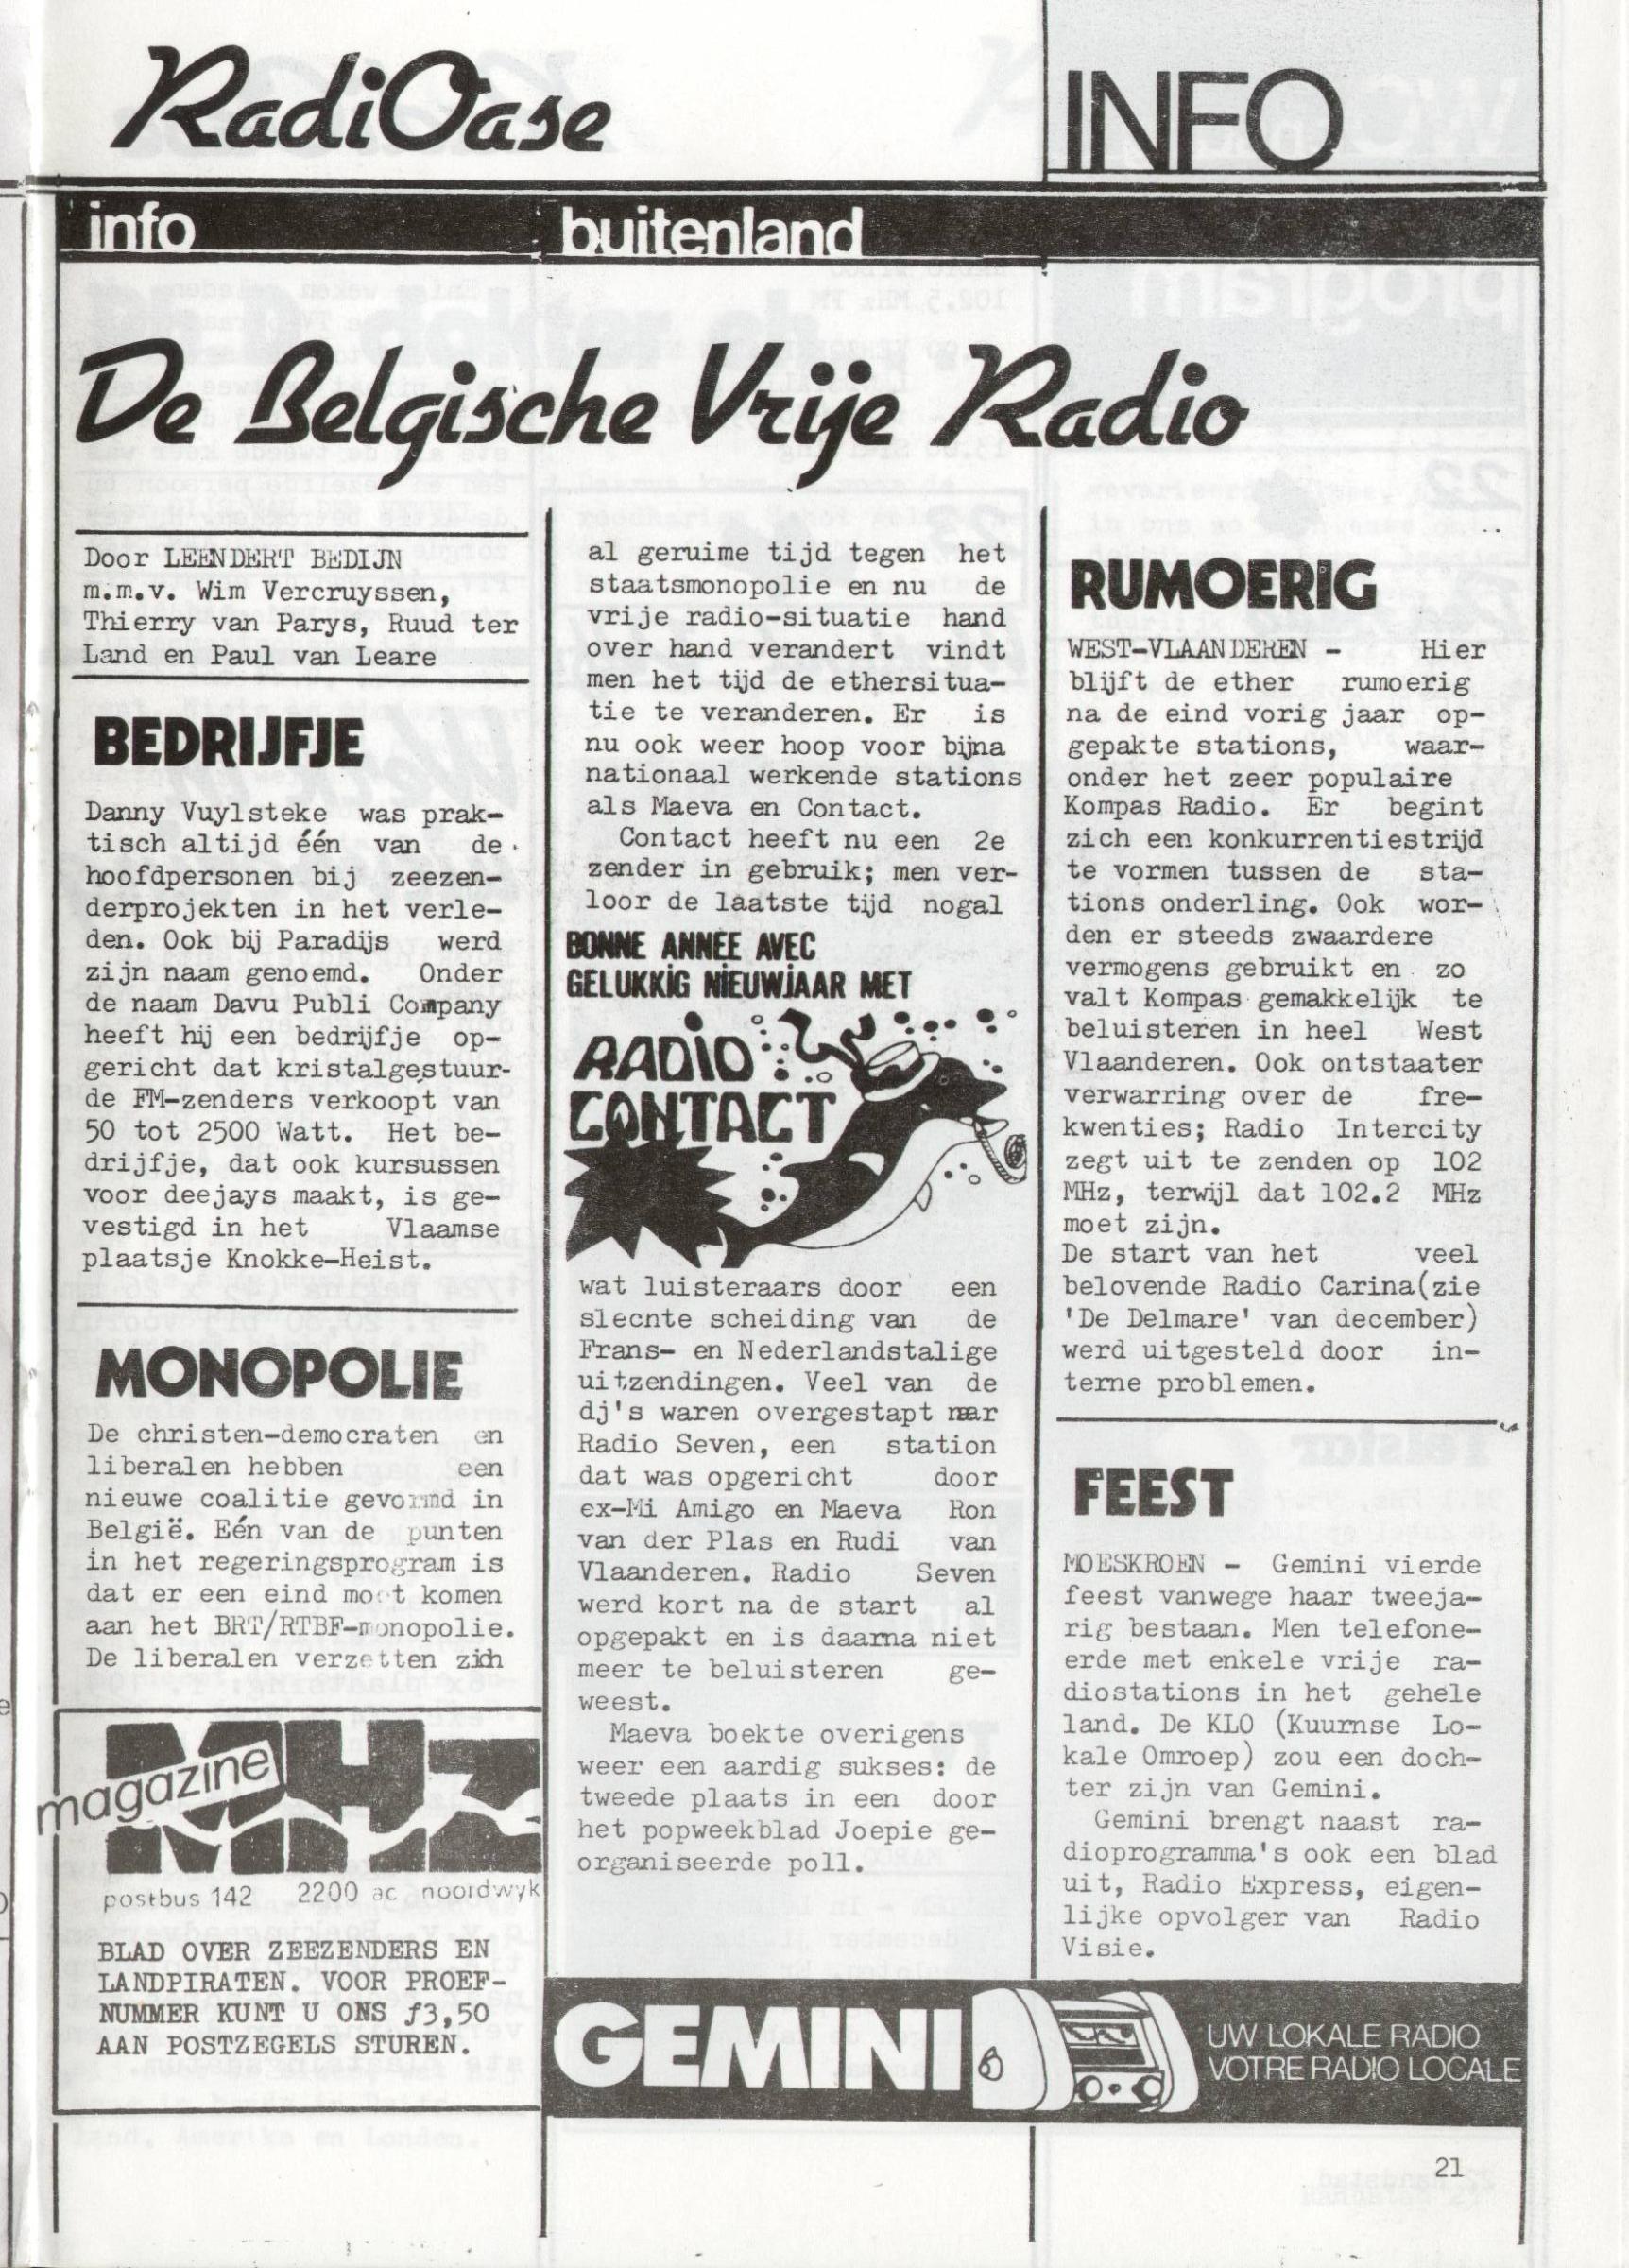 RadiOase
INFO
info
buitenland
De Belgische Vrije Radio
Door LEENDERT BEDIJN
m.m.v. Wim Vercruyssen,
Thierry van Parys, Ruud ter
Land en Paul van Leare
BEDRIJFJE
Danny Vuylsteke was prak-
tisch altijd één van de
hoofdpersonen bij zeezen-
derprojekten in het verle-
den. Ook bij Paradijs werd
zijn naam genoemd. Onder
de naam Davu Publi Company
heeft hij een bedrijfje op-
gericht dat kristalgestuur-
de FM-zenders verkoopt van
50 tot 2500 Watt. Het be-
drijfje, dat ook kursussen
voor deejays maakt, is ge-
vestigd in het Vlaamse
plaatsje Knokke-Heist.
MONOPOLIE
De christen-democraten en
liberalen hebben een
nieuwe coalitie gevormd in
België. Eén van de punten
in het regeringsprogram is
dat er een eind moet komen
aan het BRT/RTBF-monopolie.
De liberalen verzetten zich
magazine
MHz
postbus 142 2200 ac noordwyk
BLAD OVER ZEEZENDERS EN
LANDPIRATEN. VOOR PROEF-
NUMMER KUNT U ONS ƒ3,50
AAN POSTZEGELS STUREN.
al geruime tijd tegen het
staatsmonopolie en nu de
vrije radio-situatie hand
over hand verandert vindt
men het tijd de ethersitua-
tie te veranderen. Er is
nu ook weer hoop voor bijna
nationaal werkende stations
als Maeva en Contact.
Contact heeft nu een 2e
zender in gebruik; men ver-
loor de laatste tijd nogal
BONNE ANNEE AVEC
GELUKKiG NiEUWJAAR MET
RADiO
CONTACT
wat luisteraars door een
slechte scheiding van de
Frans- en Nederlandstalige
uitzendingen. Veel van de
dj's waren overgestapt naar
Radio Seven, een station
dat was opgericht door
ex-Mi Amigo en Maeva Ron
van der Plas en Rudi van
Vlaanderen. Radio Seven
werd kort na de start al
opgepakt en is daarna niet
meer te beluisteren ge-
weest.
Maeva boekte overigens
weer een aardig sukses: de
tweede plaats in een door
het popweekblad Joepie ge-
organiseerde poll.
RUMOERIG
WEST-VLAANDEREN - Hier
blijft de ether rumoerig
na de eind vorig jaar op-
gepakte stations, waar-
onder het zeer populaire
Kompas Radio. Er begint
zich een konkurrentiestrijd
te vormen tussen de sta-
tions onderling. Ook wor-
den er steeds zwaardere
vermogens gebruikt en zo
valt Kompas gemakkelijk te
beluisteren in heel West
Vlaanderen. Ook ontstaater
verwarring over de fre-
kwenties; Radio Intercity
zegt uit te zenden op 102
MHz, terwijl dat 102.2 MHz
moet zijn.
De start van het veel
belovende Radio Carina(zie
'De Delmare' van december)
werd uitgesteld door in-
terne problemen.
FEEST
MOESKROEN - Gemini vierde
feest vanwege haar tweeja-
rig bestaan. Men telefone-
erde met enkele vrije ra-
diostations in het gehele
land. De KLO (Kuurnse Lo-
kale Omroep) zou een doch-
ter zijn van Gemini.
Gemini brengt naast ra-
dioprogramma's ook een blad
uit, Radio Express, eigen-
lijke opvolger van Radio
Visie.
GEMINI
UW LOKALE RADIO
VOTRE RADIO LOCALE
21